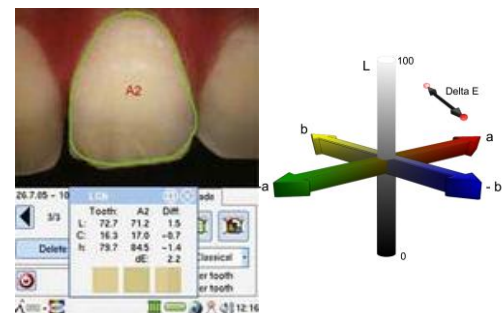 A2
26.7.05 - 10
LCh
3/3
Tooth: A2 Diff.
L: 72.7 71.2 1.5
C: 16.3 17.0 -0.7
h: 79.7 84.5 -1.4
dE: 2.2
Delete
Classical
er tooth
er tooth
12:16
L
100
Delta E
b
a
-a
- b
0